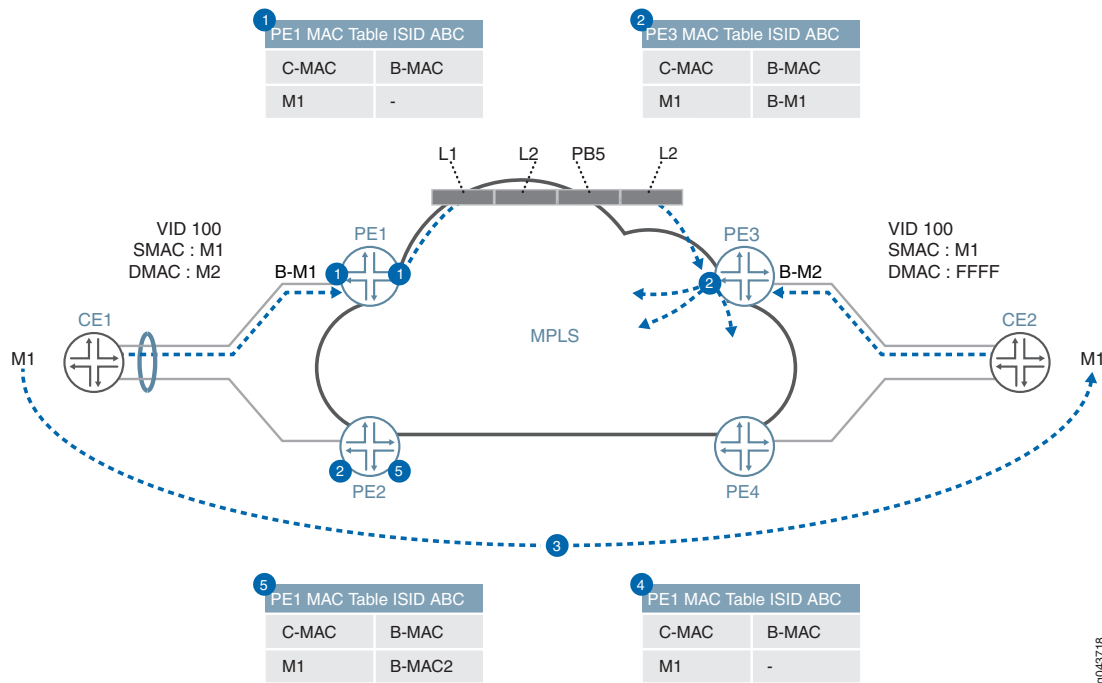 1
PE1 MAC Table ISID ABC
C-MAC B-MAC
M1 -
2
PE3 MAC Table ISID ABC
C-MAC B-MAC
M1 B-M1
L1 L2 PB5 L2
VID 100
SMAC : M1
DMAC : M2
B-M1
PE1
1 1
PE3
2
B-M2
VID 100
SMAC : M1
DMAC : FFFF
CE1
M1
MPLS
CE2
M1
2 5
PE2
PE4
3
5
PE1 MAC Table ISID ABC
C-MAC B-MAC
M1 B-MAC2
4
PE1 MAC Table ISID ABC
C-MAC B-MAC
M1 -
g043718